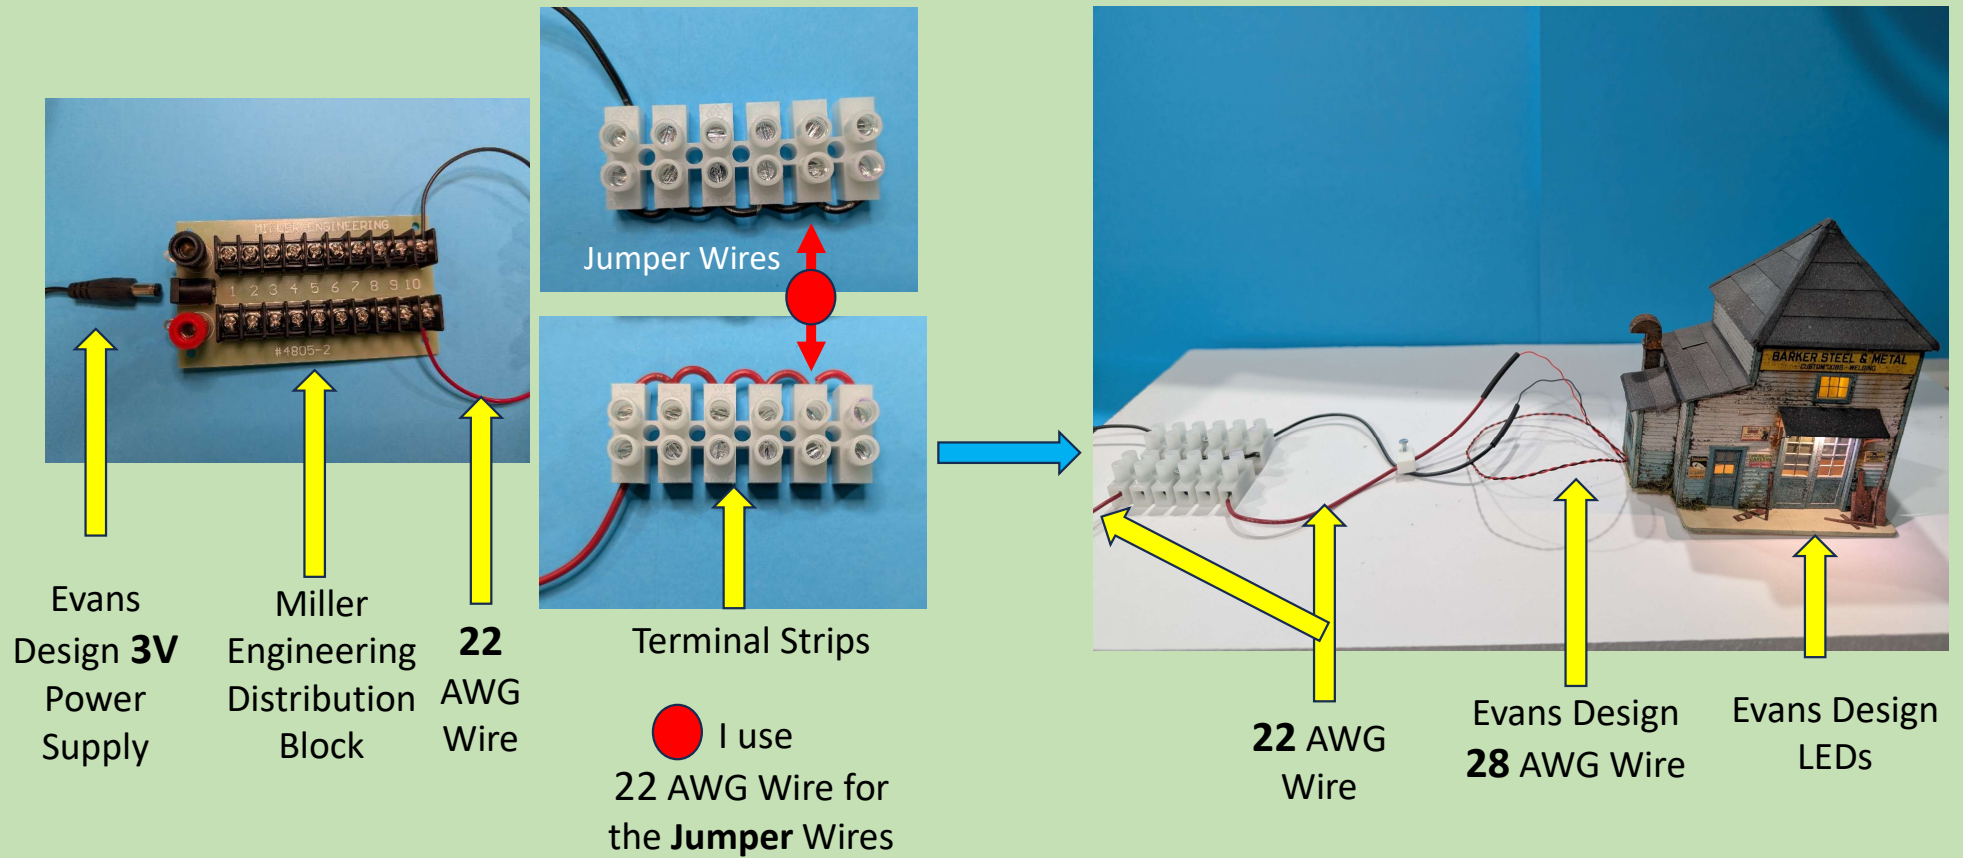 MILLER ENGINEERING
1 2 3 4 5 6 7 8 9 10
#4805-2
Evans
Design 3V
Power
Supply
Miller
Engineering
Distribution
Block
22
AWG
Wire
Jumper Wires
Terminal Strips
I use
22 AWG Wire for
the Jumper Wires
BARKER STEEL & METAL
22 AWG
Wire
Evans Design
28 AWG Wire
Evans Design
LEDs